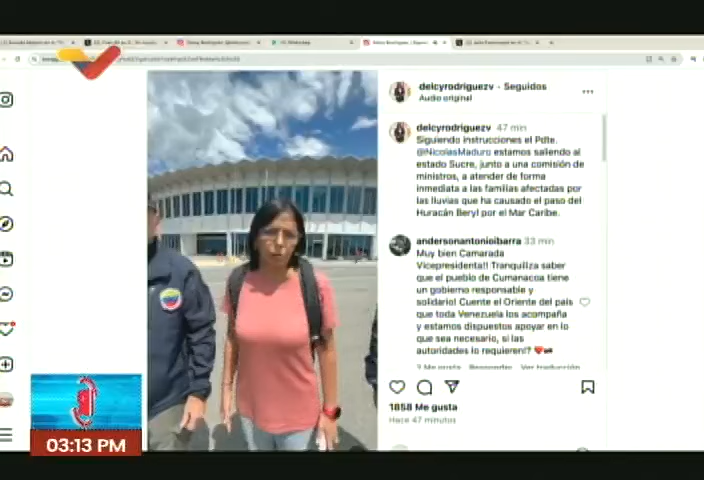 delcyrodriguezv · Seguidos
Audio original
delcyrodriguezv 47 min
Siguiendo instrucciones el Pdte.
@NicolasMaduro estamos saliendo al
estado Sucre, junto a una comisión de
ministros, a atender de forma
inmediata a las familias afectadas por
las lluvias que ha causado el paso del
Huracán Beryl por el Mar Caribe.
andersonantonioibarra 33 min
Muy bien Camarada
Vicepresidenta!! Tranquiliza saber
que el pueblo de Cumanacoa tiene
un gobierno responsable y
solidario! Cuente el Oriente del país
que toda Venezuela los acompaña
y estamos dispuestos apoyar en lo
que sea necesario, si las
autoridades lo requieren!?
Me gusta Responder Ver traducción
1858 Me gusta
Hace 47 minutos
03:13 PM